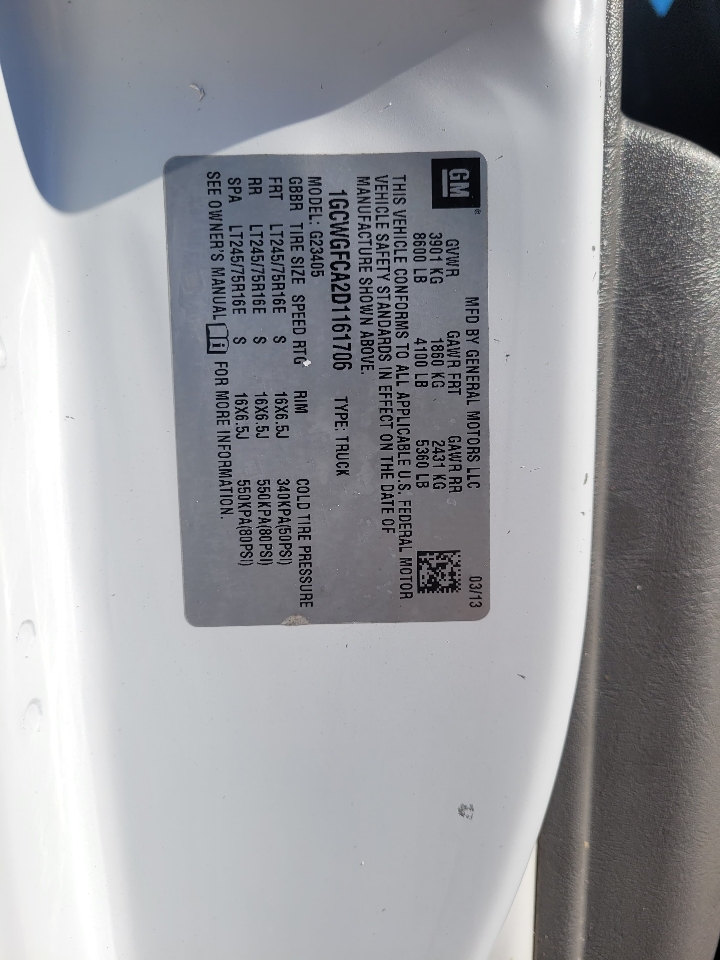 GM®
MFD BY GENERAL MOTORS LLC 03/13
GVWR GAWR FRT GAWR RR
3901 KG 1860 KG 2431 KG
8600 LB 4100 LB 5360 LB
THIS VEHICLE CONFORMS TO ALL APPLICABLE U.S. FEDERAL MOTOR
VEHICLE SAFETY STANDARDS IN EFFECT ON THE DATE OF
MANUFACTURE SHOWN ABOVE.
1GCWGFCA2D1161706 TYPE: TRUCK
MODEL: G23405
GBBR TIRE SIZE SPEED RTG RIM COLD TIRE PRESSURE
FRT LT245/75R16E S 16X6.5J 340KPA(50PSI)
RR LT245/75R16E S 16X6.5J 550KPA(80PSI)
SPA LT245/75R16E S 16X6.5J 550KPA(80PSI)
SEE OWNER'S MANUAL i FOR MORE INFORMATION.